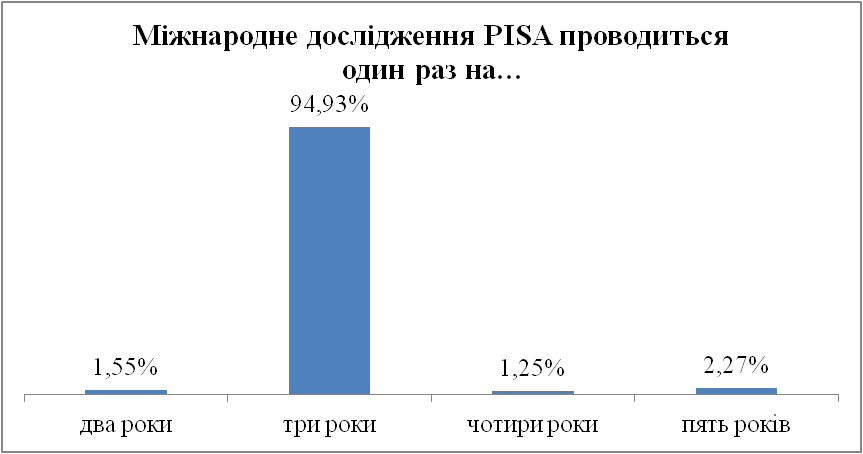 Міжнародне дослідження PISA проводиться
один раз на...
94,93%
1,55%
1,25%
2,27%
два роки
три роки
чотири роки
пять років